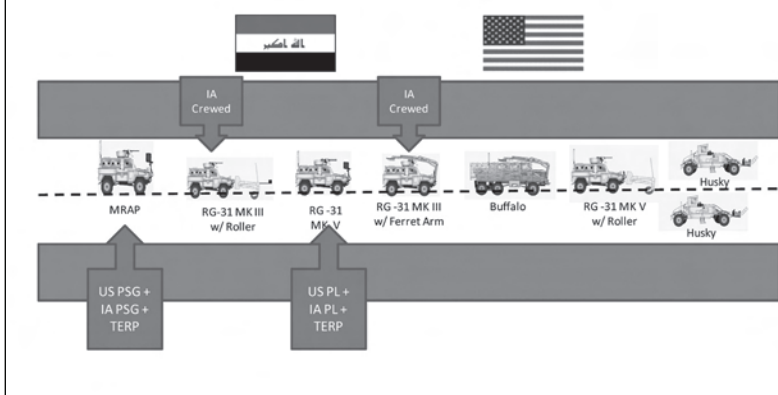 الله اكبر
IA
Crewed
IA
Crewed
MRAP
RG-31 MK III
w/ Roller
RG -31
MK V
RG -31 MK III
w/ Ferret Arm
Buffalo
RG -31 MK V
w/ Roller
Husky
Husky
US PSG +
IA PSG +
TERP
US PL +
IA PL +
TERP